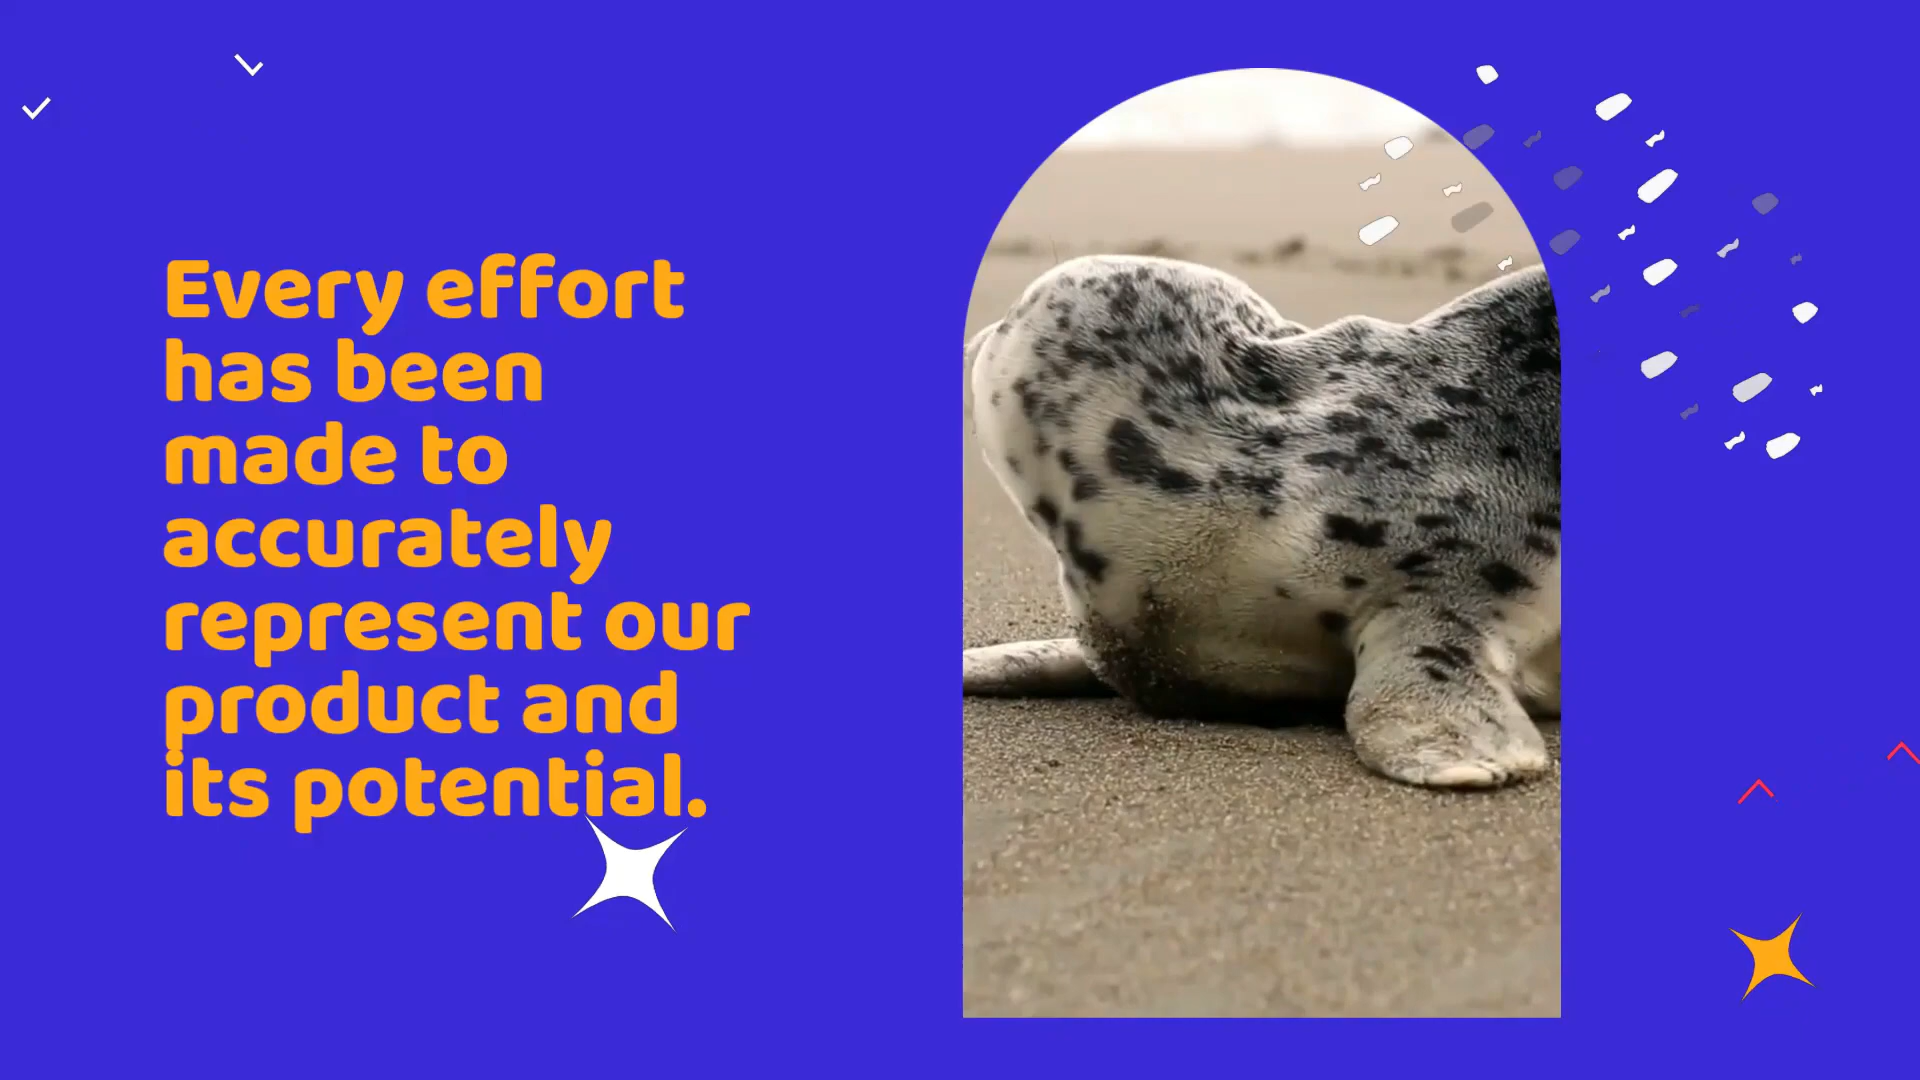 Every effort
has been
made to
accurately
represent our
product and
its potential.